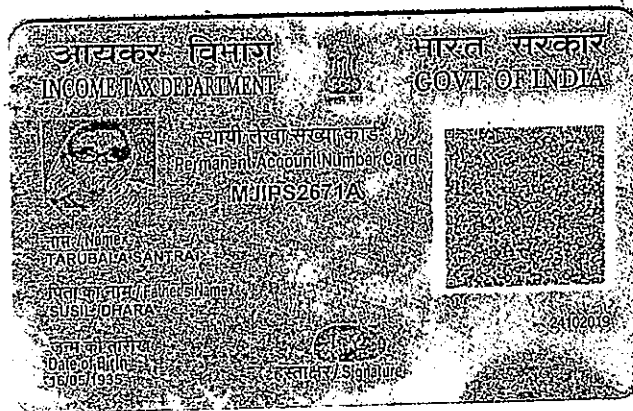 आयकर विभाग
INCOME TAX DEPARTMENT
भारत सरकार
GOVT. OF INDIA
स्थायी लेखा संख्या कार्ड
Permanent Account Number Card
MJIPS2671A
नाम / Name
TARUBALA SANTRA
पिता का नाम / Father's Name
SUSIL DHARA
जन्म की तारीख
Date of Birth
16/05/1935
हस्ताक्षर / Signature